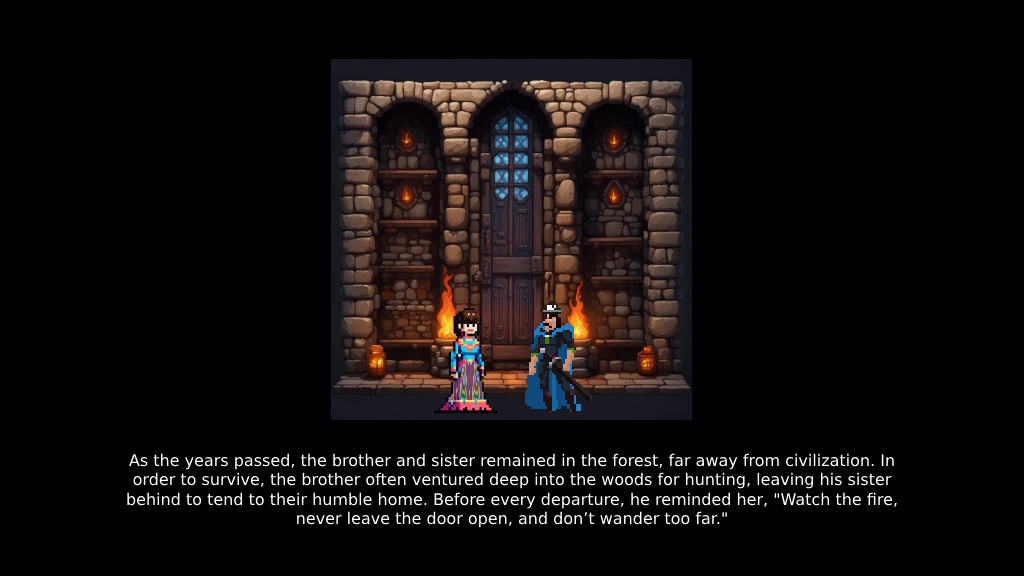 As the years passed, the brother and sister remained in the forest, far away from civilization. In
order to survive, the brother often ventured deep into the woods for hunting, leaving his sister
behind to tend to their humble home. Before every departure, he reminded her, "Watch the fire,
never leave the door open, and don’t wander too far."